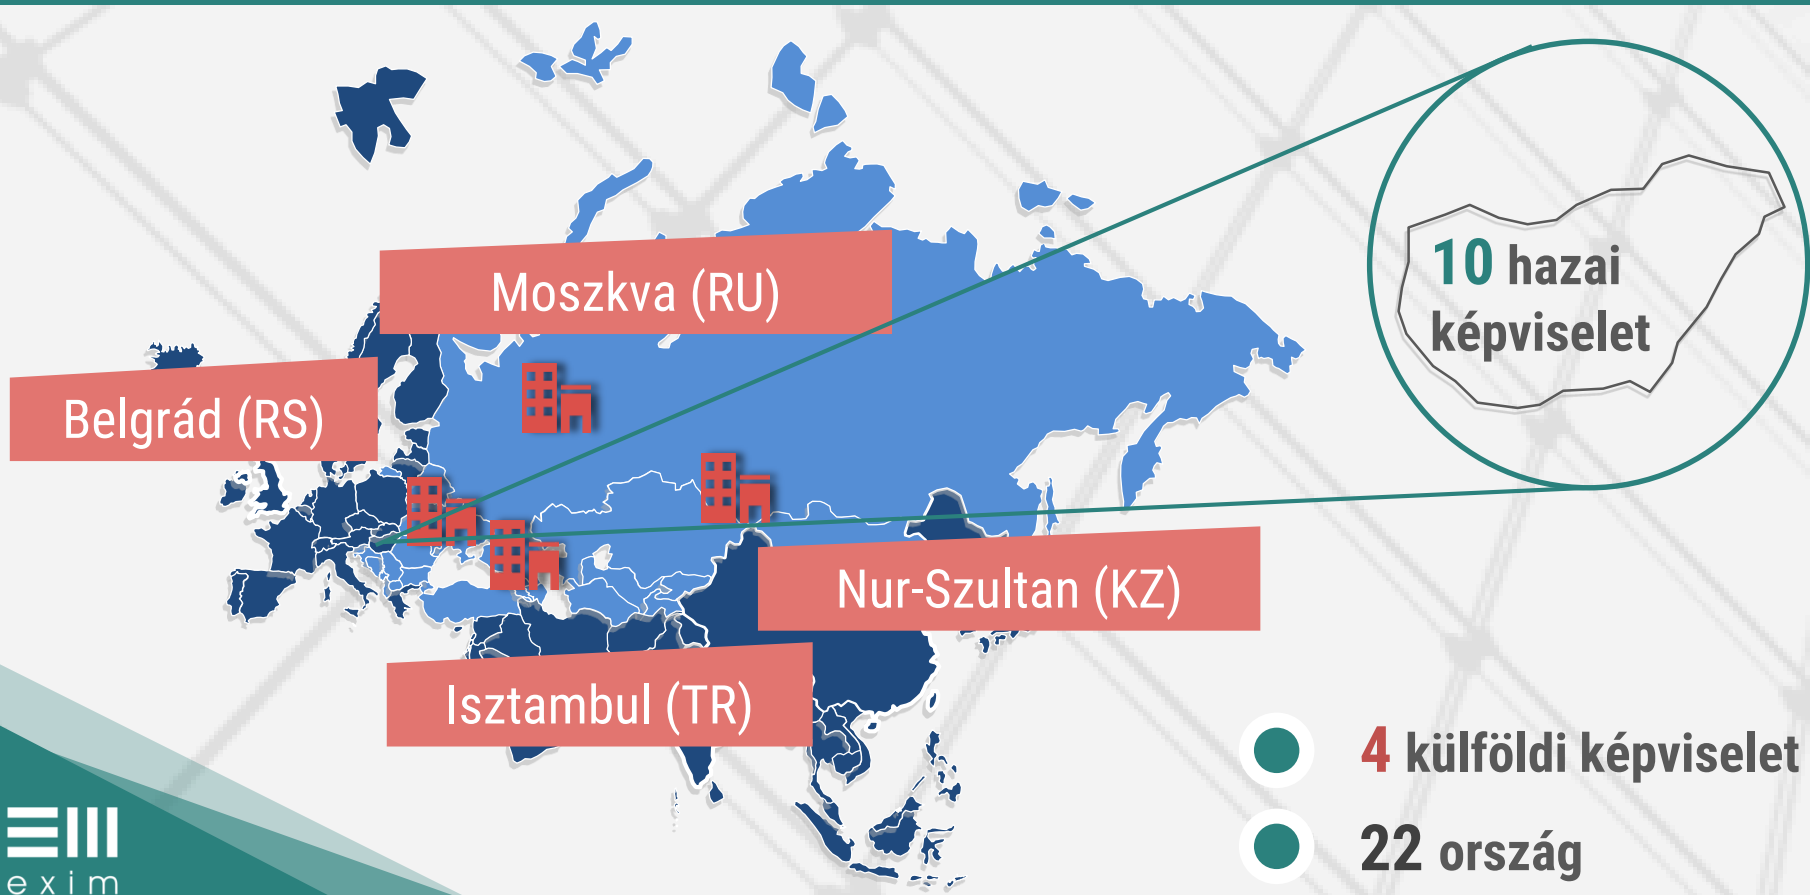 Moszkva (RU)
10 hazai
képviselet
Belgrád (RS)
Nur-Szultan (KZ)
Isztambul (TR)
4 külföldi képviselet
22 ország
exim